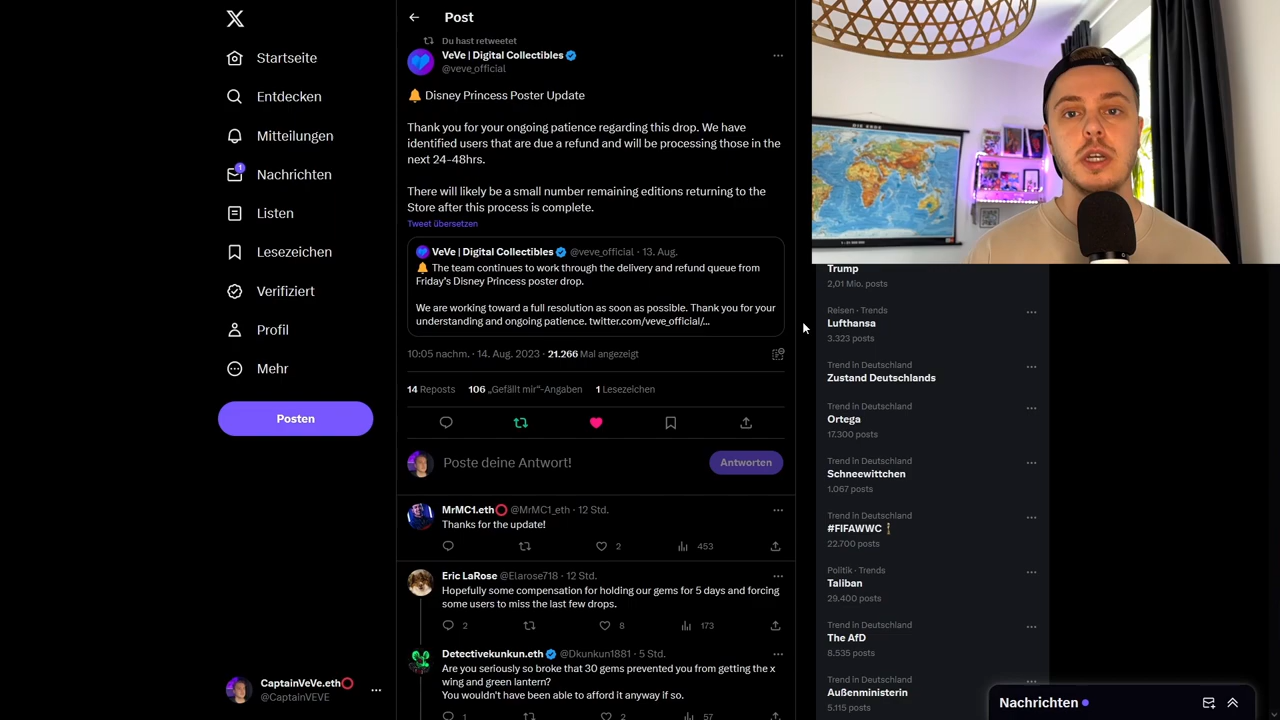 Startseite
Entdecken
Mitteilungen
1
Nachrichten
Listen
Lesezeichen
Verifiziert
Profil
Mehr
Posten
CaptainVeVe.eth
@CaptainVEVE
Post
Du hast retweetet
VeVe | Digital Collectibles
@veve_official
🔔 Disney Princess Poster Update
Thank you for your ongoing patience regarding this drop. We have
identified users that are due a refund and will be processing those in the
next 24-48hrs.
There will likely be a small number remaining editions returning to the
Store after this process is complete.
Tweet übersetzen
VeVe | Digital Collectibles @veve_official · 13. Aug.
🔔 The team continues to work through the delivery and refund queue from
Friday's Disney Princess poster drop.
We are working toward a full resolution as soon as possible. Thank you for your
understanding and ongoing patience. twitter.com/veve_official/...
10:05 nachm. · 14. Aug. 2023 · 21.266 Mal angezeigt
14 Reposts 106 „Gefällt mir"-Angaben 1 Lesezeichen
Poste deine Antwort!
Antworten
MrMC1.eth⭕ @MrMC1_eth · 12 Std.
Thanks for the update!
2 453
Eric LaRose @Elarose718 · 12 Std.
Hopefully some compensation for holding our gems for 5 days and forcing
some users to miss the last few drops.
2 8 173
Detectivekunkun.eth @Dkunkun1881 · 5 Std.
Are you seriously so broke that 30 gems prevented you from getting the x
wing and green lantern?
You wouldn't have been able to afford it anyway if so.
1 2 57
Trump
2,01 Mio. posts
Reisen · Trends
Lufthansa
3.323 posts
Trend in Deutschland
Zustand Deutschlands
Trend in Deutschland
Ortega
17.300 posts
Trend in Deutschland
Schneewittchen
1.067 posts
Trend in Deutschland
#FIFAWWC
22.700 posts
Politik · Trends
Taliban
29.400 posts
Trend in Deutschland
The AfD
8.535 posts
Trend in Deutschland
Außenministerin
5.115 posts
Nachrichten
DIE ERDE